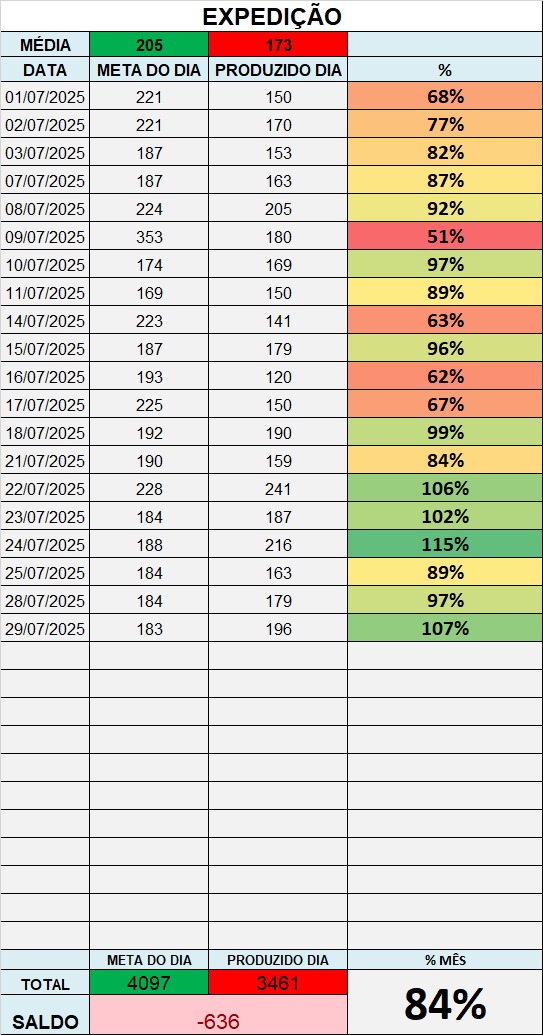 EXPEDIÇÃO
MÉDIA 205 173
DATA META DO DIA PRODUZIDO DIA %
01/07/2025 221 150 68%
02/07/2025 221 170 77%
03/07/2025 187 153 82%
07/07/2025 187 163 87%
08/07/2025 224 205 92%
09/07/2025 353 180 51%
10/07/2025 174 169 97%
11/07/2025 169 150 89%
14/07/2025 223 141 63%
15/07/2025 187 179 96%
16/07/2025 193 120 62%
17/07/2025 225 150 67%
18/07/2025 192 190 99%
21/07/2025 190 159 84%
22/07/2025 228 241 106%
23/07/2025 184 187 102%
24/07/2025 188 216 115%
25/07/2025 184 163 89%
28/07/2025 184 179 97%
29/07/2025 183 196 107%
META DO DIA PRODUZIDO DIA % MÊS
TOTAL 4097 3461 84%
SALDO -636